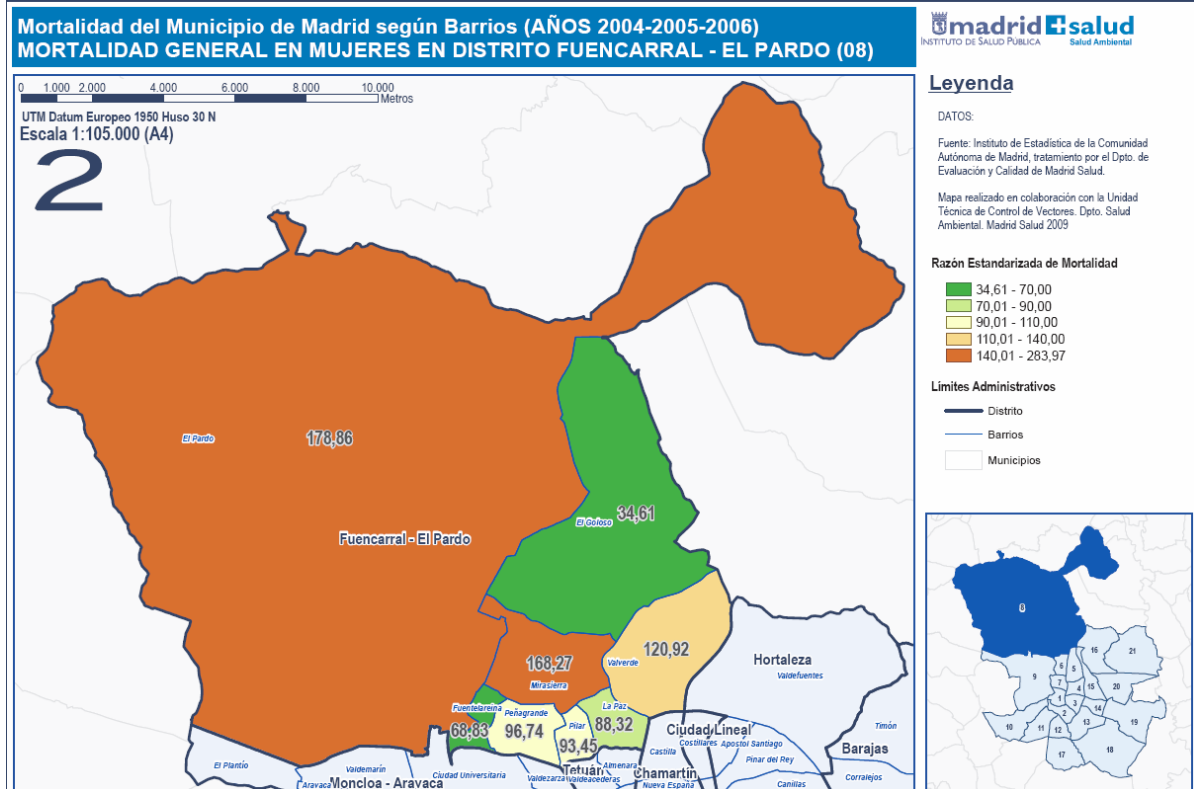 Mortalidad del Municipio de Madrid según Barrios (AÑOS 2004-2005-2006)
MORTALIDAD GENERAL EN MUJERES EN DISTRITO FUENCARRAL - EL PARDO (08)
madrid salud
INSTITUTO DE SALUD PÚBLICA
Salud Ambiental
0 1.000 2.000 4.000 6.000 8.000 10.000
Metros
UTM Datum Europeo 1950 Huso 30 N
Escala 1:105.000 (A4)
2
El Pardo
178,86
El Goloso
34,61
Fuencarral - El Pardo
120,92
Valverde
168,27
Mirasierra
Hortaleza
Valdefuentes
Fuentelareina
68,83
Peñagrande
96,74
Pilar
93,45
La Paz
88,32
Ciudad Lineal
Costillares
Apostol Santiago
Pinar del Rey
Canillas
Timón
Barajas
Corralejos
Castilla
Chamartín
Nueva España
Almenara
Tetuán
Valdezarza
Valdeacederas
Ciudad Universitaria
El Plantío
Valdemarín
Aravaca
Moncloa - Aravaca
Leyenda
DATOS:
Fuente: Instituto de Estadística de la Comunidad
Autónoma de Madrid, tratamiento por el Dpto. de
Evaluación y Calidad de Madrid Salud.
Mapa realizado en colaboración con la Unidad
Técnica de Control de Vectores. Dpto. Salud
Ambiental. Madrid Salud 2009
Razón Estandarizada de Mortalidad
34,61 - 70,00
70,01 - 90,00
90,01 - 110,00
110,01 - 140,00
140,01 - 283,97
Límites Administrativos
Distrito
Barrios
Municipios
8
16
21
6
5
9
7
4
15
20
1
3
14
2
10
11
12
13
19
17
18